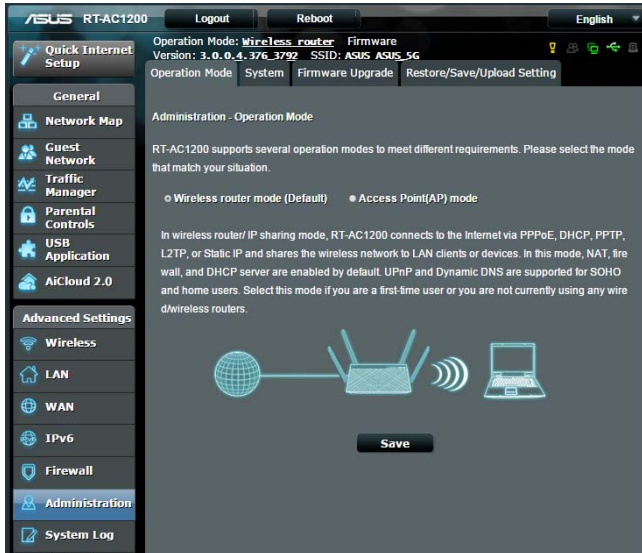 ASUS RT-AC1200 Logout Reboot English
Quick Internet
Setup
Operation Mode: Wireless router Firmware
Version: 3.0.0.4.376_3792 SSID: ASUS ASUS_5G
Operation Mode System Firmware Upgrade Restore/Save/Upload Setting
General
Network Map
Guest
Network
Traffic
Manager
Parental
Controls
USB
Application
AiCloud 2.0
Advanced Settings
Wireless
LAN
WAN
IPv6
Firewall
Administration
System Log
Administration - Operation Mode
RT-AC1200 supports several operation modes to meet different requirements. Please select the mode
that match your situation.
Wireless router mode (Default) Access Point(AP) mode
In wireless router/ IP sharing mode, RT-AC1200 connects to the Internet via PPPoE, DHCP, PPTP,
L2TP, or Static IP and shares the wireless network to LAN clients or devices. In this mode, NAT, fire
wall, and DHCP server are enabled by default. UPnP and Dynamic DNS are supported for SOHO
and home users. Select this mode if you are a first-time user or you are not currently using any wire
d/wireless routers.
Save